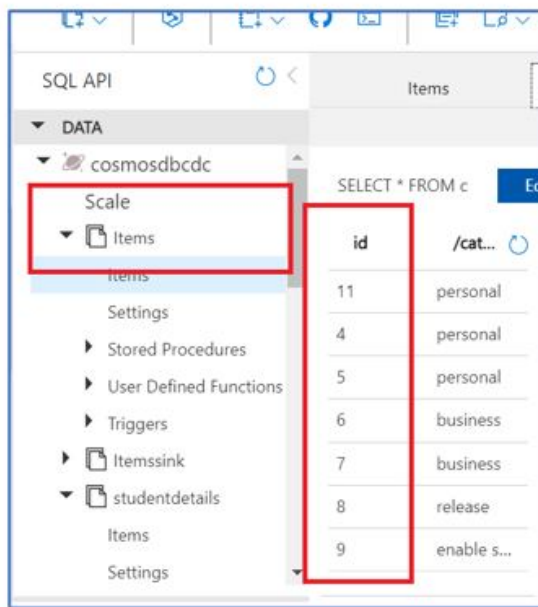 SQL API
Items
DATA
cosmosdbcdc
Scale
Items
Items
Settings
Stored Procedures
User Defined Functions
Triggers
Itemssink
studentdetails
Items
Settings
SELECT * FROM c
id /cat...
11 personal
4 personal
5 personal
6 business
7 business
8 release
9 enable s...